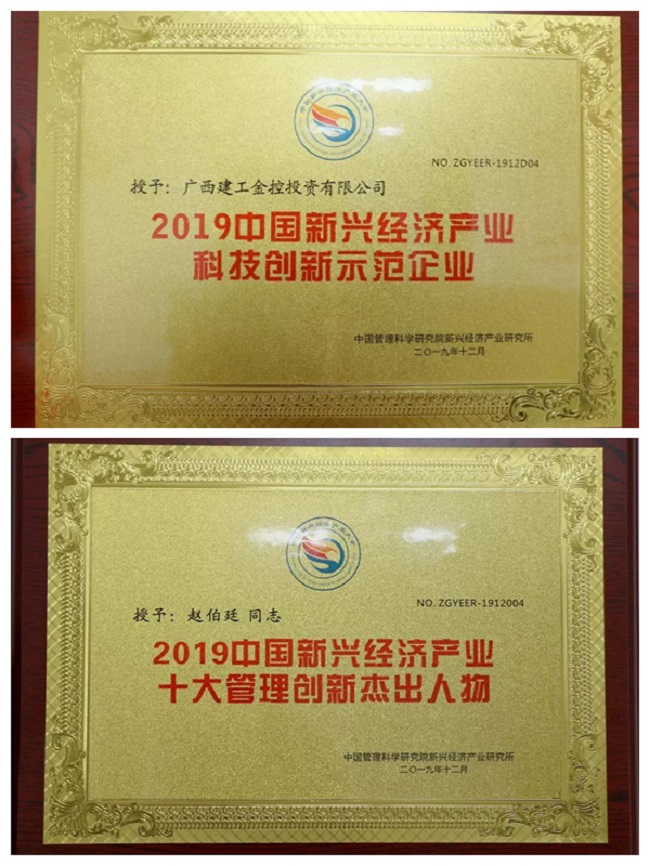 NO. ZGYEER-1912D04
授予：广西建工金控投资有限公司
2019中国新兴经济产业
科技创新示范企业
中国管理科学研究院新兴经济产业研究所
二〇一九年十二月
NO. ZGYEER-1912004
授予：赵伯廷 同志
2019中国新兴经济产业
十大管理创新杰出人物
中国管理科学研究院新兴经济产业研究所
二〇一九年十二月